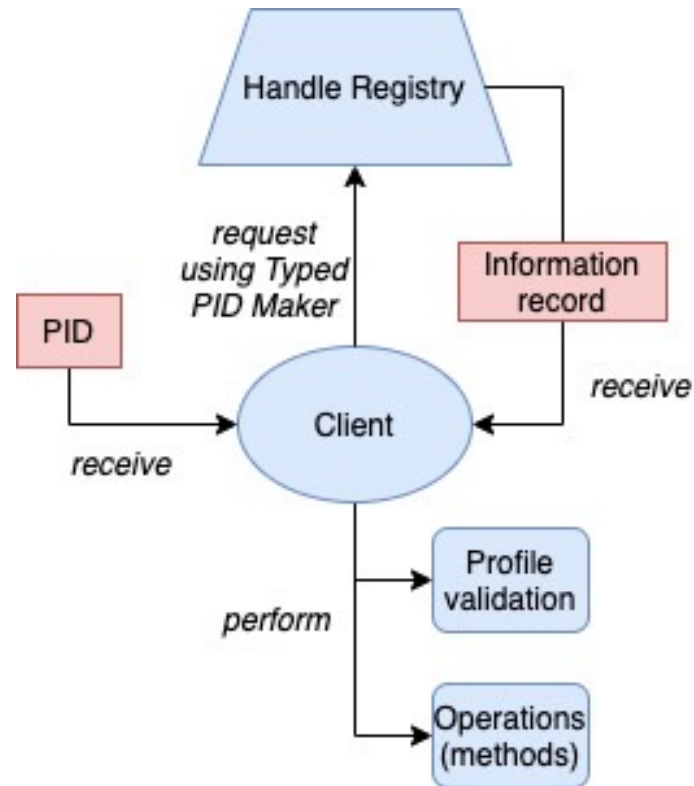 Handle Registry
request
using Typed
PID Maker
Information
record
PID
receive
Client
receive
Profile
validation
perform
Operations
(methods)